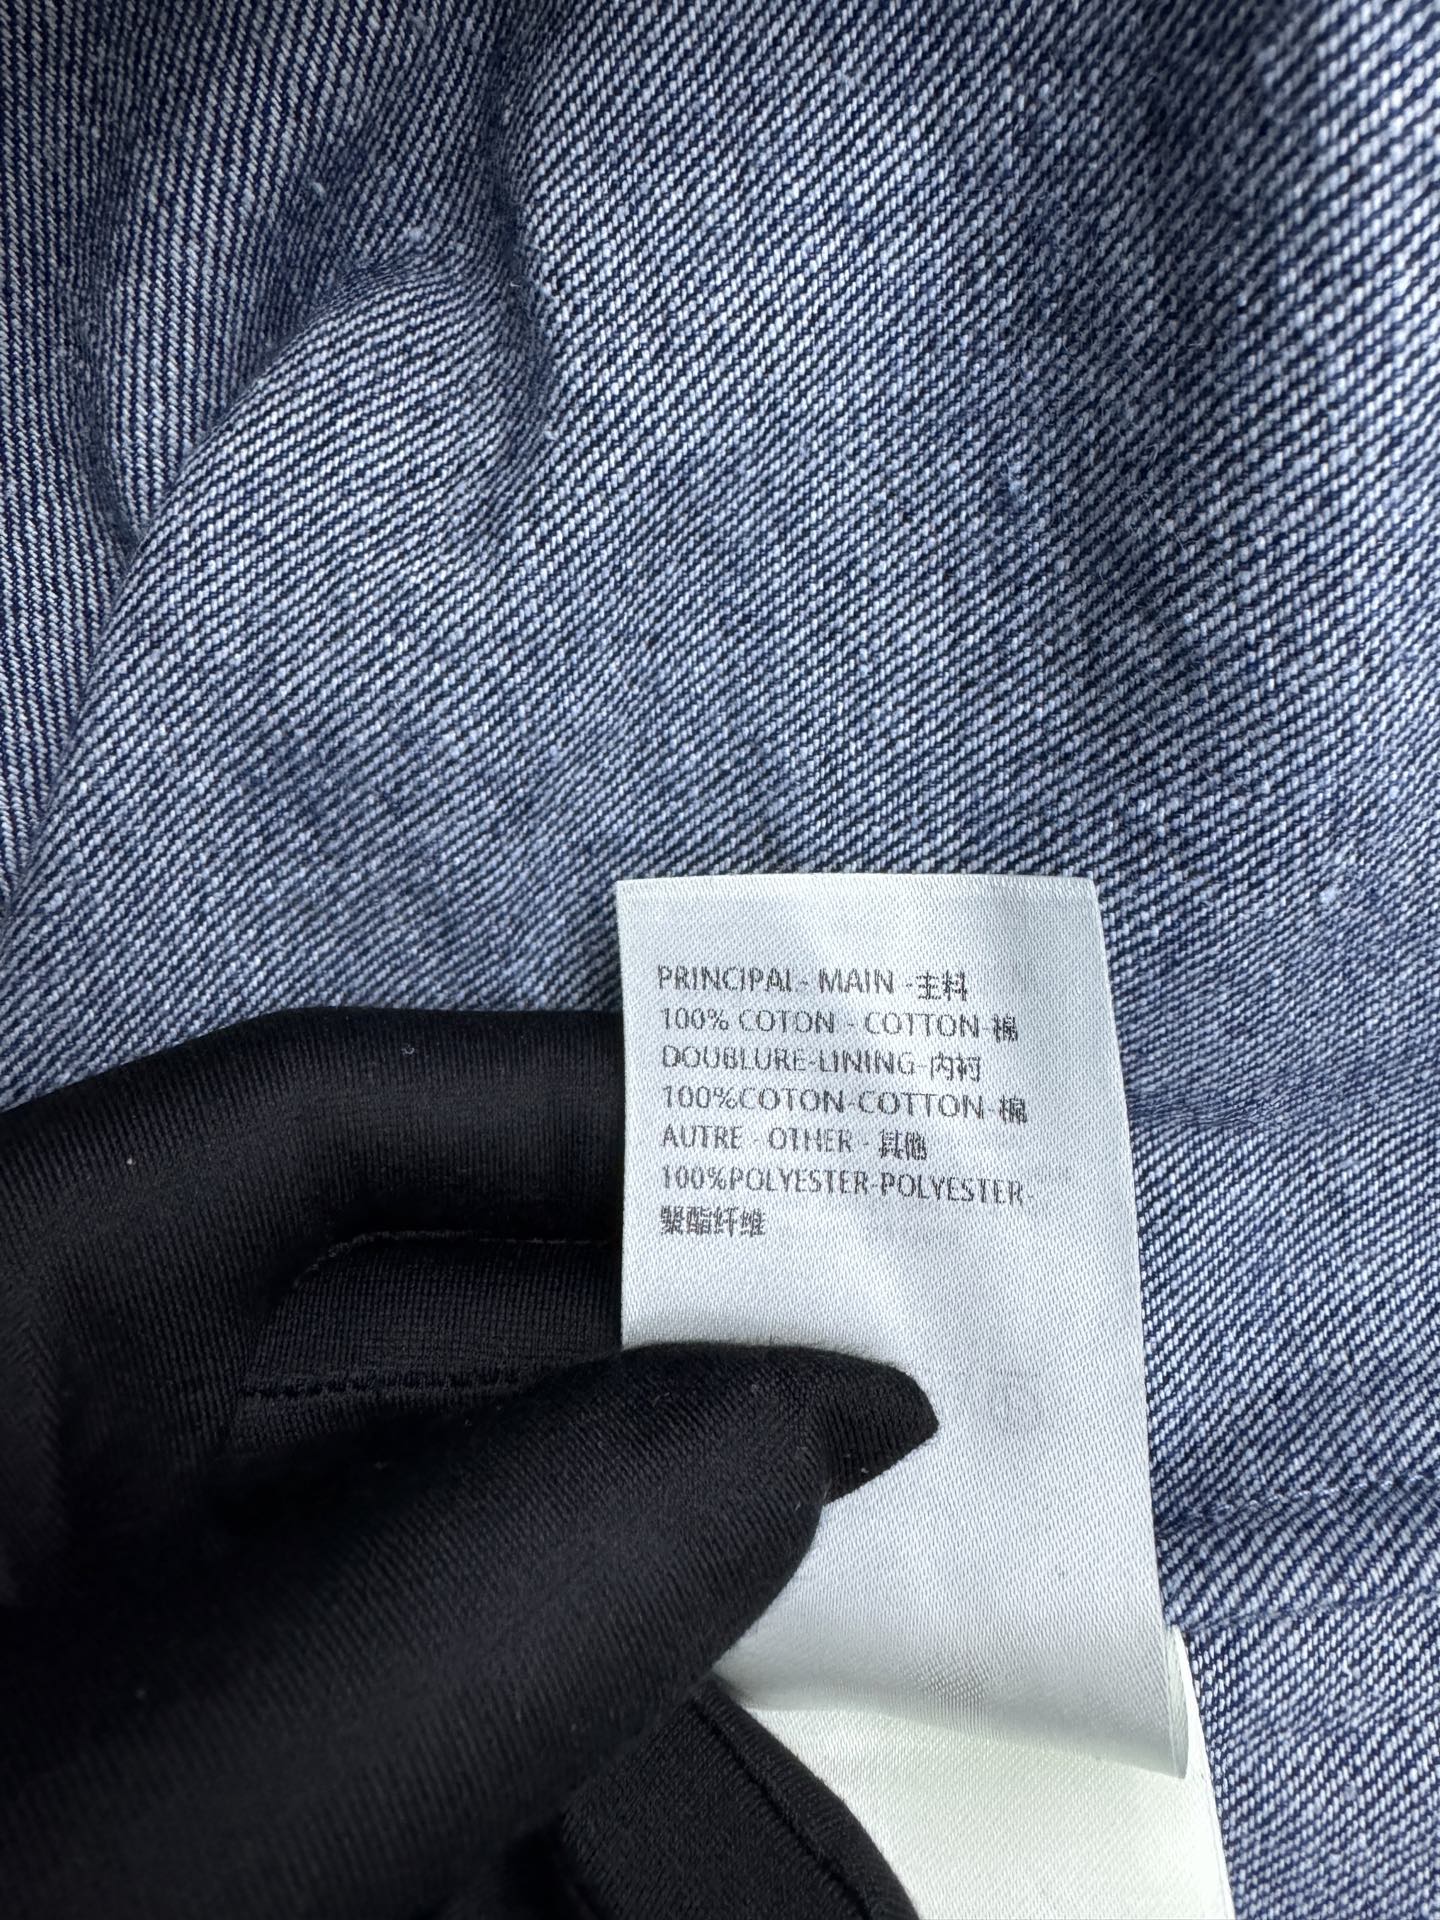 PRINCIPAL - MAIN -主料
100% COTON - COTTON-棉
DOUBLURE-LINING-内衬
100%COTON-COTTON-棉
AUTRE - OTHER - 其他
100%POLYESTER-POLYESTER-
聚酯纤维